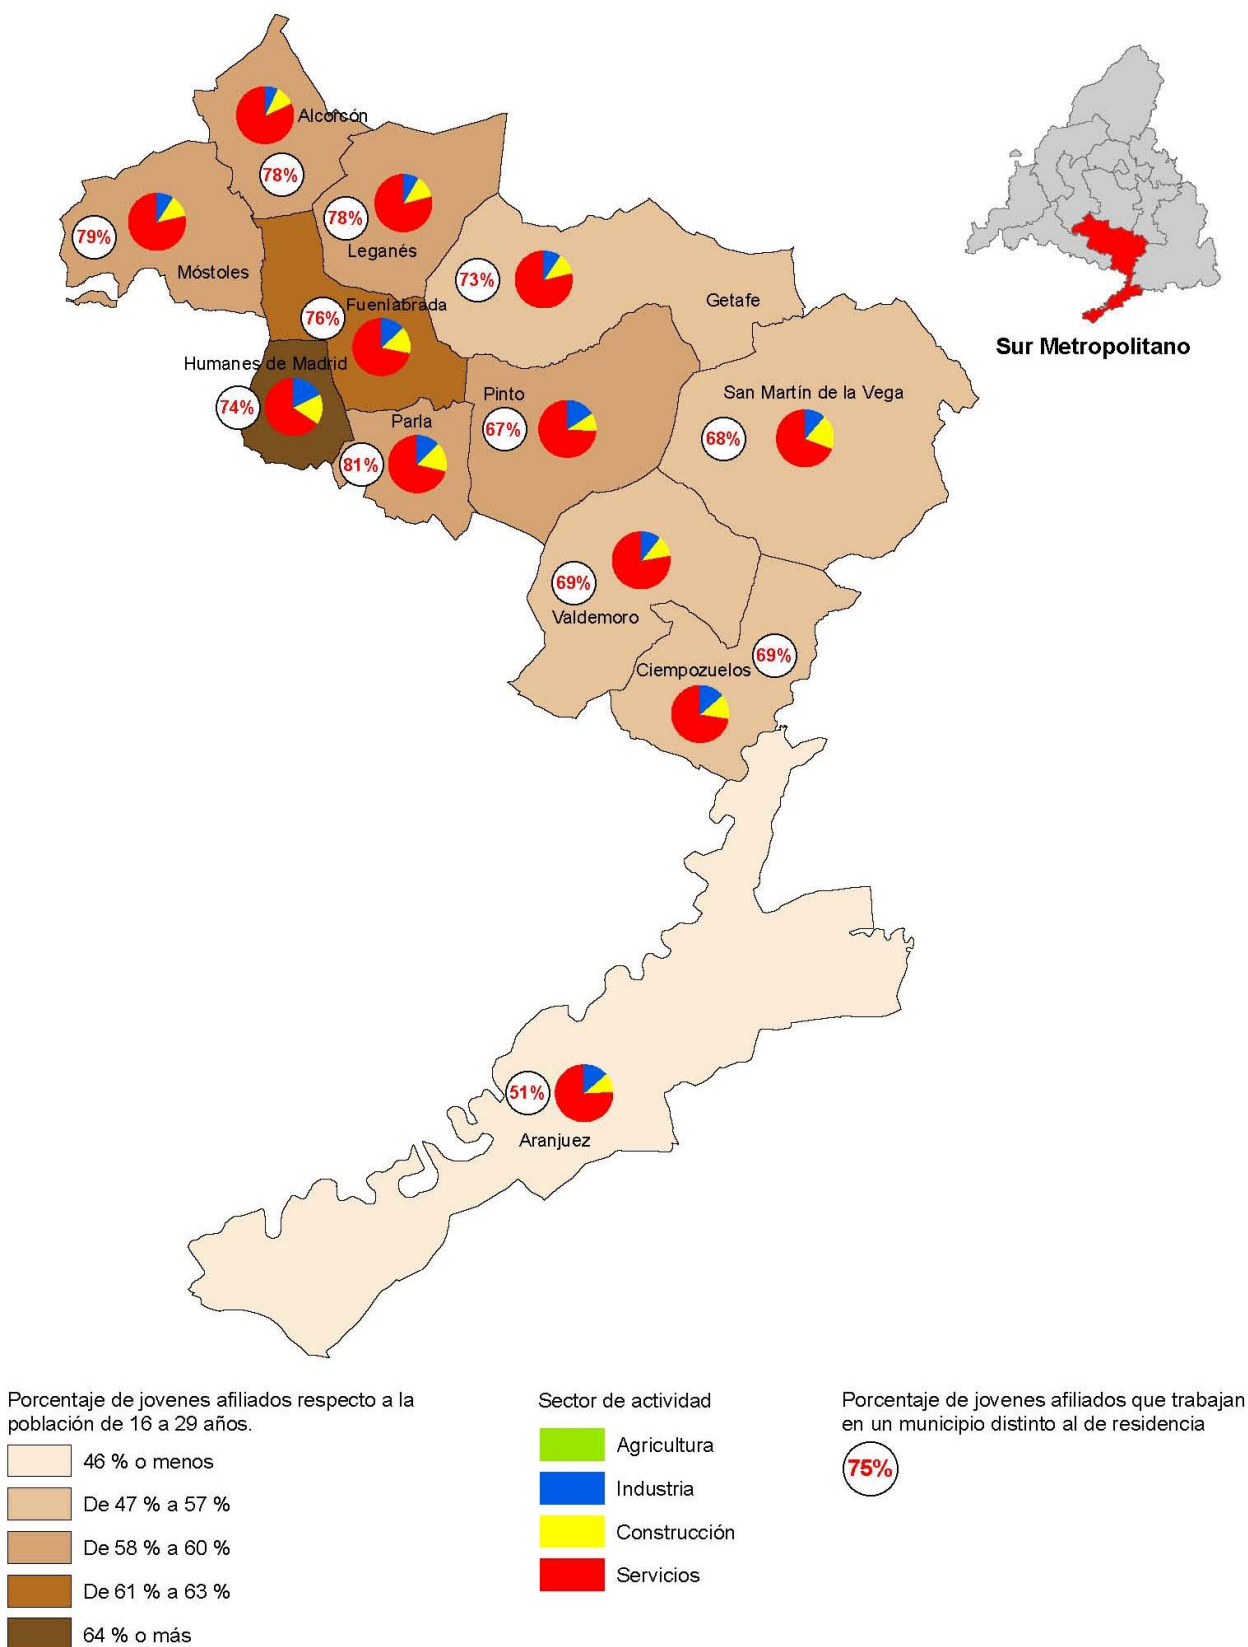 Alcorcón
78%
78%
Leganés
79%
Móstoles
73%
Getafe
76%
Fuenlabrada
Sur Metropolitano
Humanes de Madrid
74%
Parla
81%
Pinto
67%
San Martín de la Vega
68%
69%
Valdemoro
69%
Ciempozuelos
51%
Aranjuez
Porcentaje de jovenes afiliados respecto a la
población de 16 a 29 años.
46 % o menos
De 47 % a 57 %
De 58 % a 60 %
De 61 % a 63 %
64 % o más
Sector de actividad
Agricultura
Industria
Construcción
Servicios
Porcentaje de jovenes afiliados que trabajan
en un municipio distinto al de residencia
75%